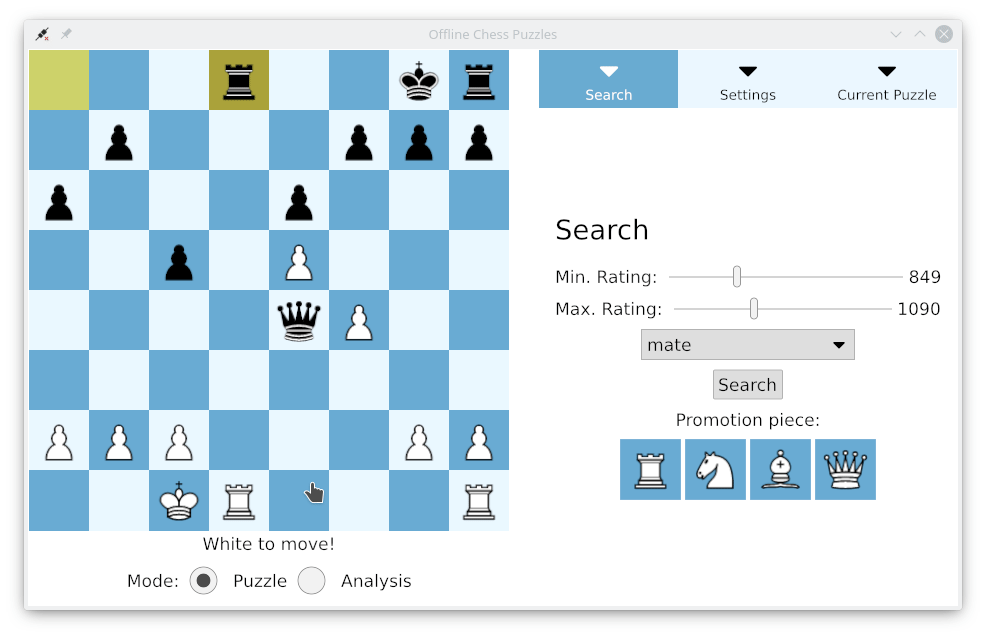 Offline Chess Puzzles
Search
Settings
Current Puzzle
Search
Min. Rating: 849
Max. Rating: 1090
mate
Search
Promotion piece:
White to move!
Mode: Puzzle Analysis